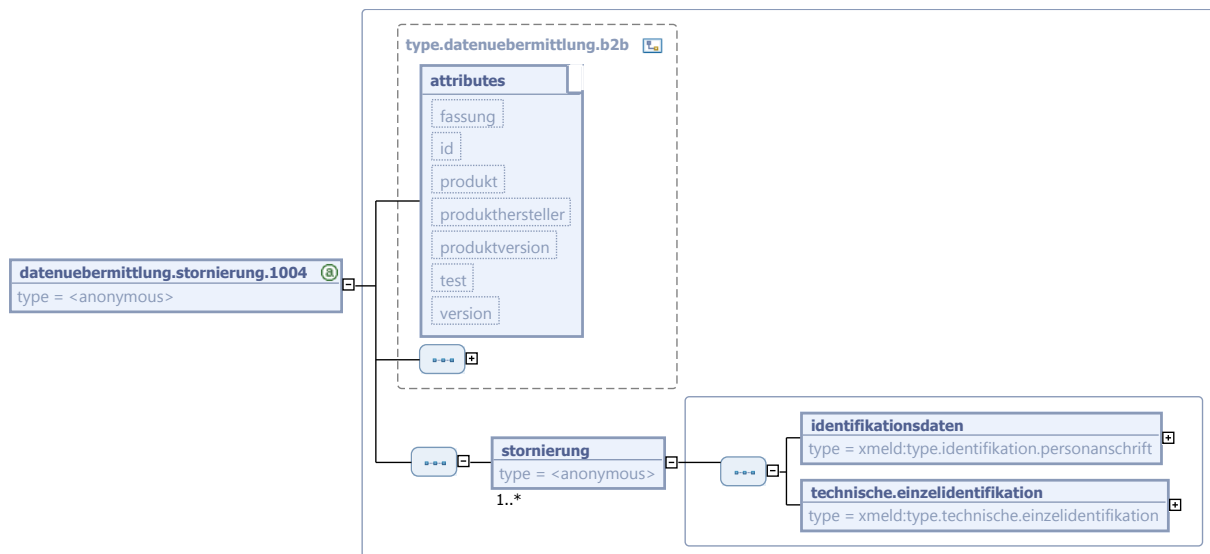 type.datenuebermittlung.b2b
attributes
fassung
id
produkt
produkthersteller
produktversion
test
version
datenuebermittlung.stornierung.1004 a
type = <anonymous>
stornierung
type = <anonymous>
1..*
identifikationsdaten
type = xmeld:type.identifikation.personanschrift
technische.einzelidentifikation
type = xmeld:type.technische.einzelidentifikation